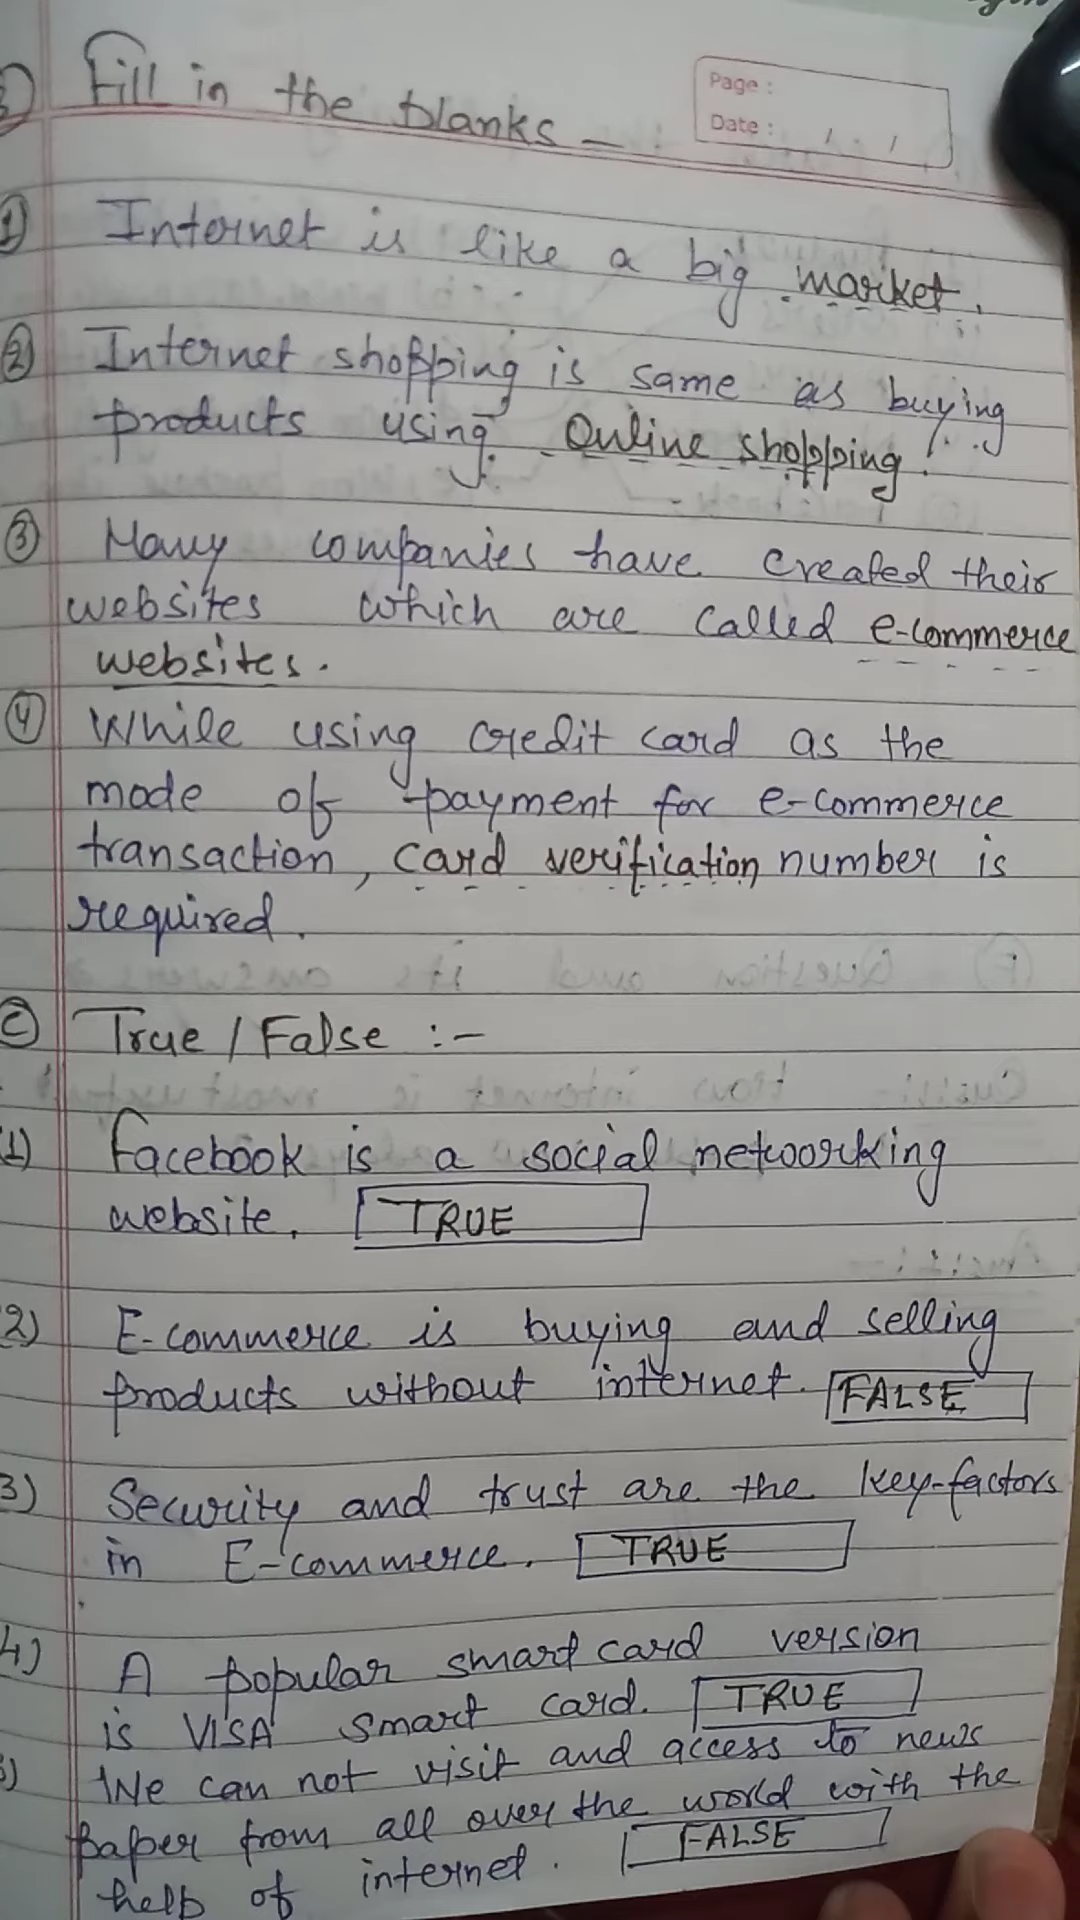 Fill in the blanks -
Page :
Date : / /
1) Internet is like a big market.
2) Internet shopping is same as buying
products using Online shopping.
3) Many companies have created their
websites which are called e-commerce
websites.
4) While using credit card as the
mode of payment for e-commerce
transaction, card verification number is
required.
C) True / False :-
1) Facebook is a social networking
website. TRUE
2) E-commerce is buying and selling
products without internet. FALSE
3) Security and trust are the key-factors
in E-commerce. TRUE
4) A popular smart card version
is VISA smart card. TRUE
We can not visit and access to news
paper from all over the world with the
help of internet. FALSE